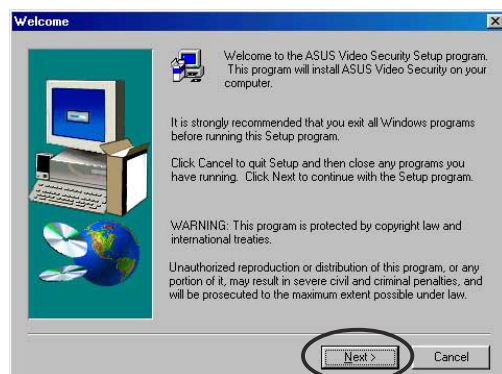 Welcome
Welcome to the ASUS Video Security Setup program.
This program will install ASUS Video Security on your
computer.
It is strongly recommended that you exit all Windows programs
before running this Setup program.
Click Cancel to quit Setup and then close any programs you
have running. Click Next to continue with the Setup program.
WARNING: This program is protected by copyright law and
international treaties.
Unauthorized reproduction or distribution of this program, or any
portion of it, may result in severe civil and criminal penalties, and
will be prosecuted to the maximum extent possible under law.
Next >
Cancel